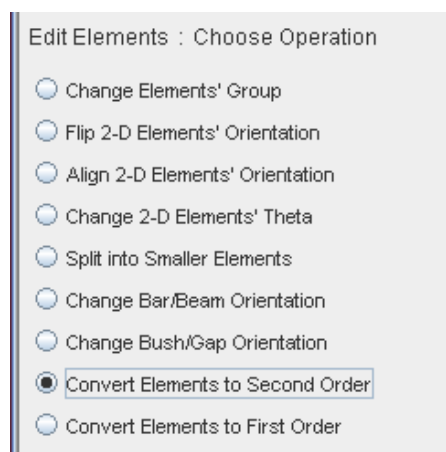 Edit Elements : Choose Operation
Change Elements' Group
Flip 2-D Elements' Orientation
Align 2-D Elements' Orientation
Change 2-D Elements' Theta
Split into Smaller Elements
Change Bar/Beam Orientation
Change Bush/Gap Orientation
Convert Elements to Second Order
Convert Elements to First Order